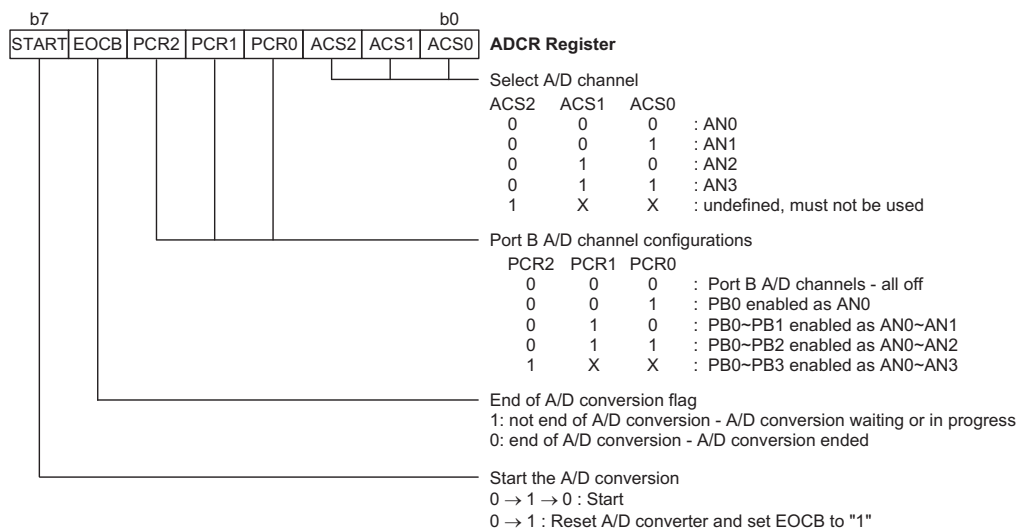 b7 b0
START EOCB PCR2 PCR1 PCR0 ACS2 ACS1 ACS0 ADCR Register
Select A/D channel
ACS2 ACS1 ACS0
0 0 0 : AN0
0 0 1 : AN1
0 1 0 : AN2
0 1 1 : AN3
1 X X : undefined, must not be used
Port B A/D channel configurations
PCR2 PCR1 PCR0
0 0 0 : Port B A/D channels - all off
0 0 1 : PB0 enabled as AN0
0 1 0 : PB0~PB1 enabled as AN0~AN1
0 1 1 : PB0~PB2 enabled as AN0~AN2
1 X X : PB0~PB3 enabled as AN0~AN3
End of A/D conversion flag
1: not end of A/D conversion - A/D conversion waiting or in progress
0: end of A/D conversion - A/D conversion ended
Start the A/D conversion
0 → 1 → 0 : Start
0 → 1 : Reset A/D converter and set EOCB to "1"